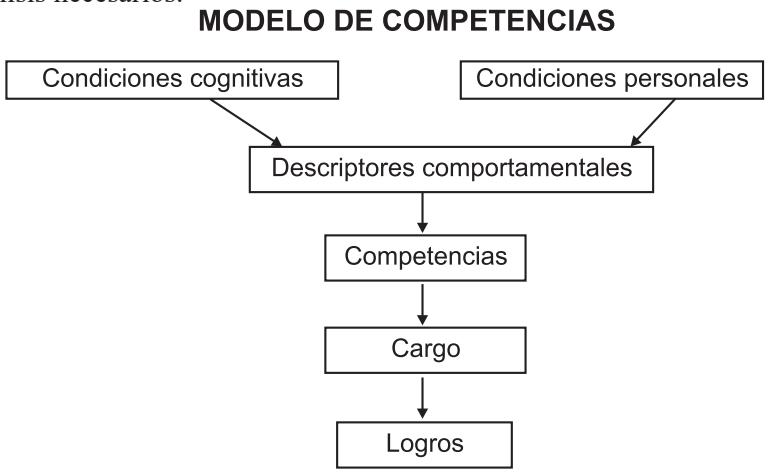 MODELO DE COMPETENCIAS
Condiciones cognitivas
Condiciones personales
Descriptores comportamentales
Competencias
Cargo
Logros